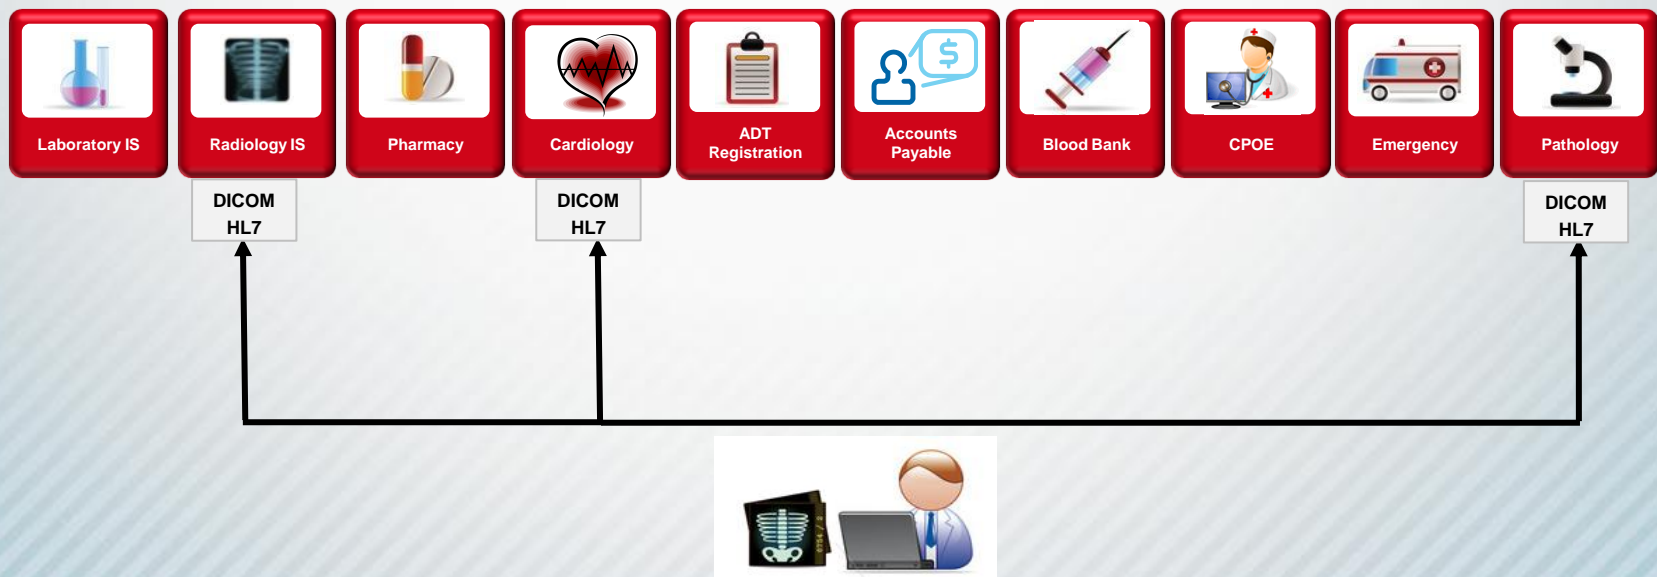 Laboratory IS
Radiology IS
Pharmacy
Cardiology
ADT
Registration
Accounts
Payable
Blood Bank
CPOE
Emergency
Pathology
DICOM
HL7
DICOM
HL7
DICOM
HL7